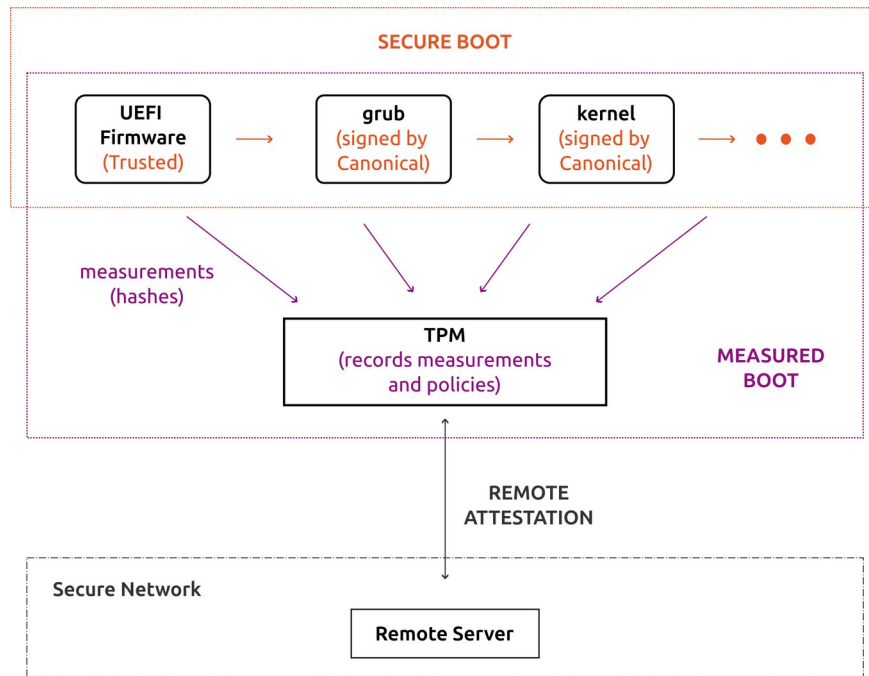 SECURE BOOT
UEFI
Firmware
(Trusted)
grub
(signed by
Canonical)
kernel
(signed by
Canonical)
measurements
(hashes)
TPM
(records measurements
and policies)
MEASURED
BOOT
REMOTE
ATTESTATION
Secure Network
Remote Server